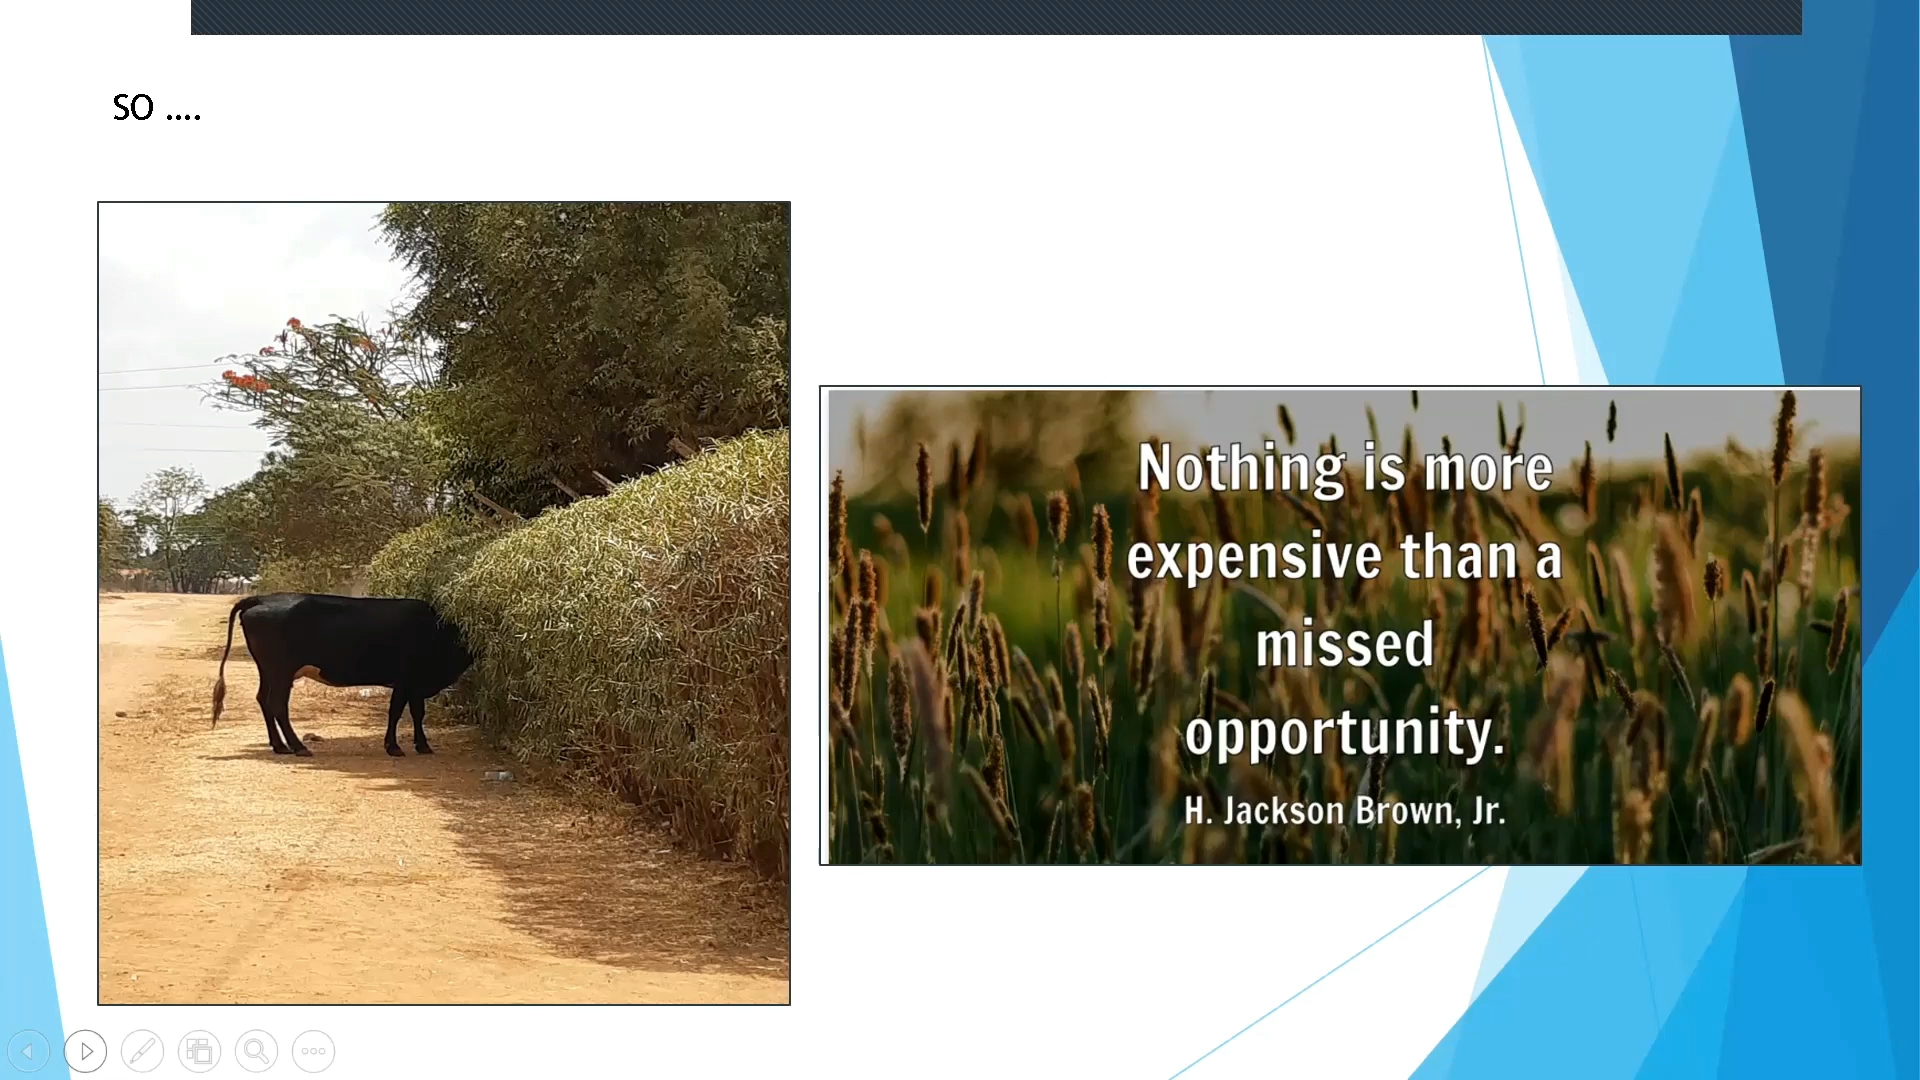 SO ....
Nothing is more
expensive than a
missed
opportunity.
H. Jackson Brown, Jr.